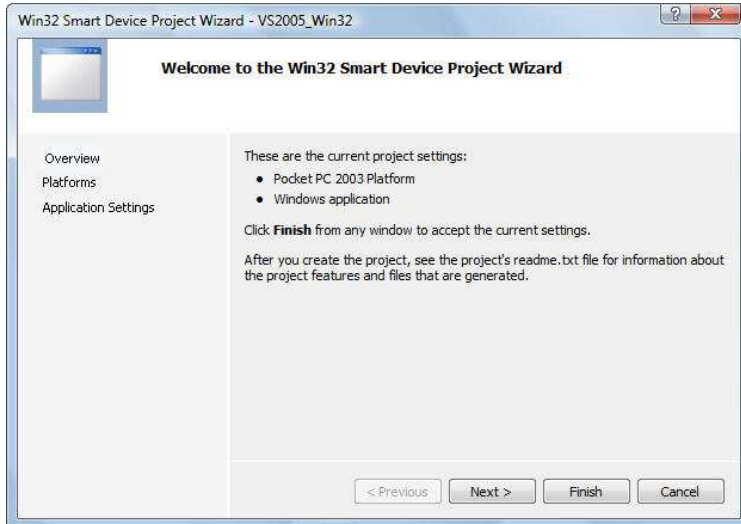 Win32 Smart Device Project Wizard - VS2005_Win32
Welcome to the Win32 Smart Device Project Wizard
Overview
Platforms
Application Settings
These are the current project settings:
• Pocket PC 2003 Platform
• Windows application
Click Finish from any window to accept the current settings.
After you create the project, see the project's readme.txt file for information about
the project features and files that are generated.
< Previous
Next >
Finish
Cancel